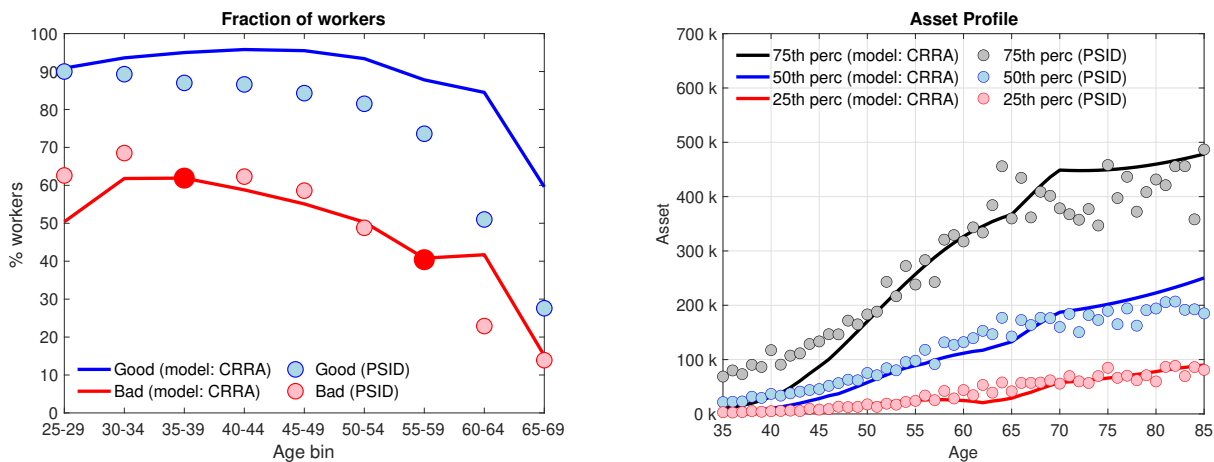 Fraction of workers
100
90
80
70
60
50
40
30
20
10
0
% workers
Good (model: CRRA)
Bad (model: CRRA)
Good (PSID)
Bad (PSID)
25-29 30-34 35-39 40-44 45-49 50-54 55-59 60-64 65-69
Age bin
Asset Profile
700 k
600 k
500 k
400 k
300 k
200 k
100 k
0 k
Asset
75th perc (model: CRRA)
50th perc (model: CRRA)
25th perc (model: CRRA)
75th perc (PSID)
50th perc (PSID)
25th perc (PSID)
35 40 45 50 55 60 65 70 75 80 85
Age